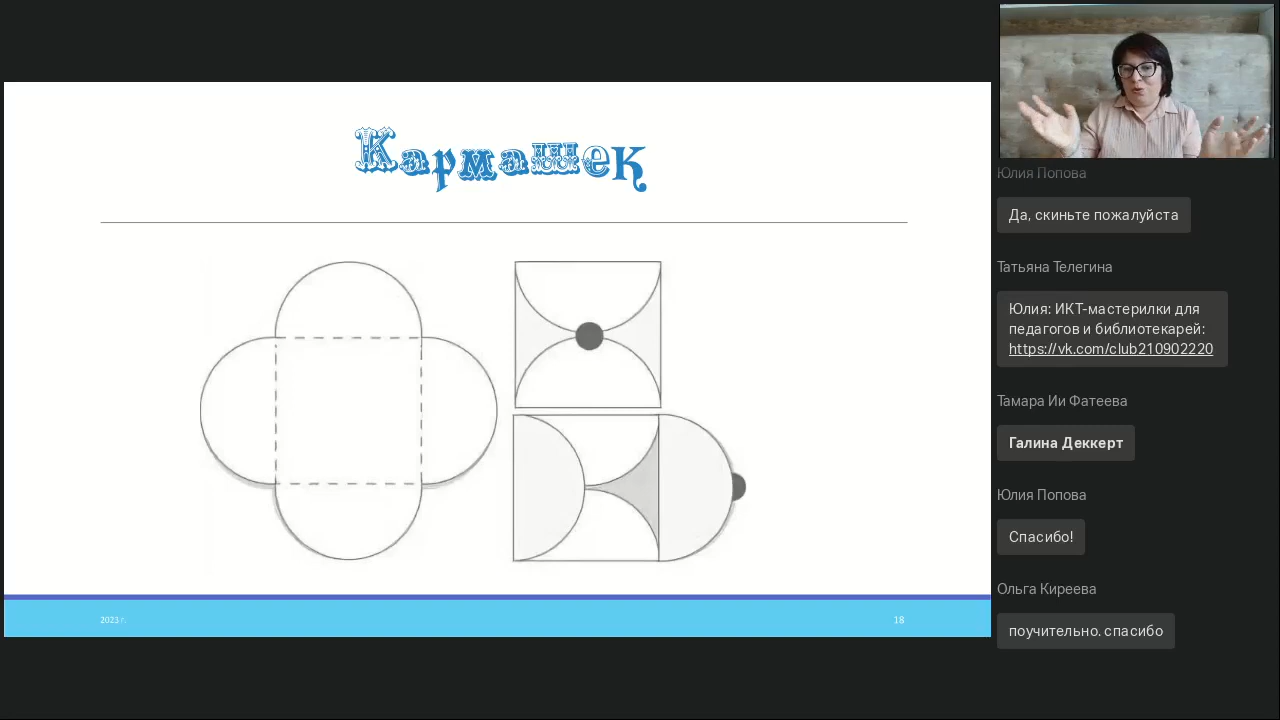 Кармашек
2023 г.
18
Юлия Попова
Да, скиньте пожалуйста
Татьяна Телегина
Юлия: ИКТ-мастерилки для
педагогов и библиотекарей:
https://vk.com/club210902220
Тамара Ии Фатеева
Галина Деккерт
Юлия Попова
Спасибо!
Ольга Киреева
поучительно. спасибо